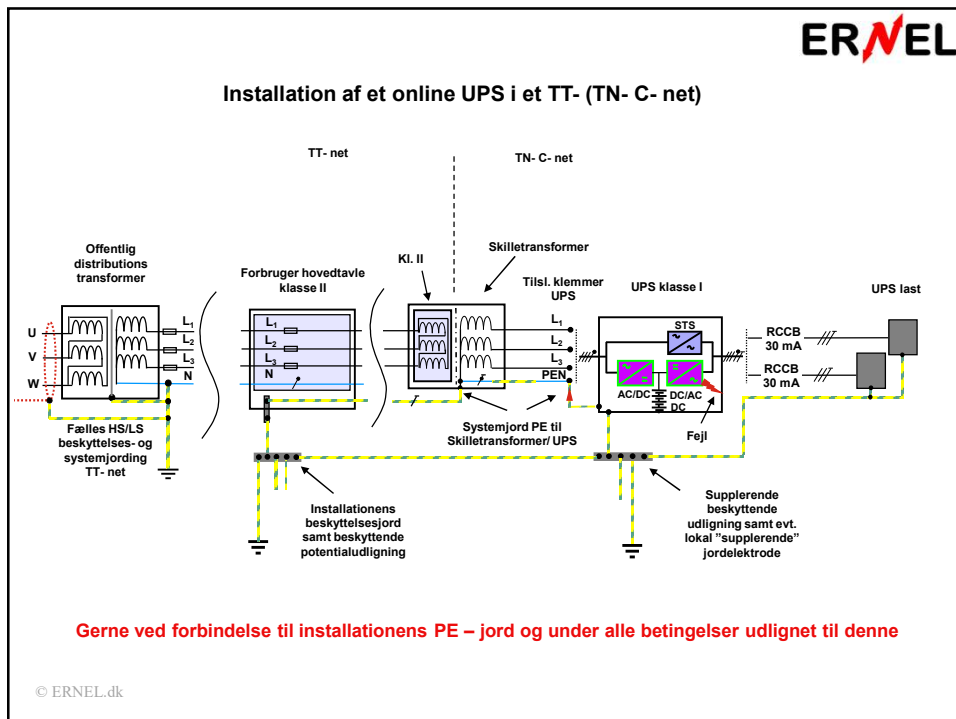 ERNEL
Installation af et online UPS i et TT- (TN- C- net)
TT- net
TN- C- net
Offentlig
distributions
transformer
Forbruger hovedtavle
klasse II
Kl. II
Skilletransformer
Tilsl. klemmer
UPS
UPS klasse I
UPS last
U
V
W
L1
L2
L3
N
L1
L2
L3
N
L1
L2
L3
PEN
STS
AC/DC
DC/AC
DC
RCCB
30 mA
RCCB
30 mA
Fejl
Fælles HS/LS
beskyttelses- og
systemjording
TT- net
Systemjord PE til
Skilletransformer/ UPS
Installationens
beskyttelsesjord
samt beskyttende
potentialudligning
Supplerende
beskyttende
udligning samt evt.
lokal ”supplerende”
jordelektrode
Gerne ved forbindelse til installationens PE – jord og under alle betingelser udlignet til denne
© ERNEL.dk